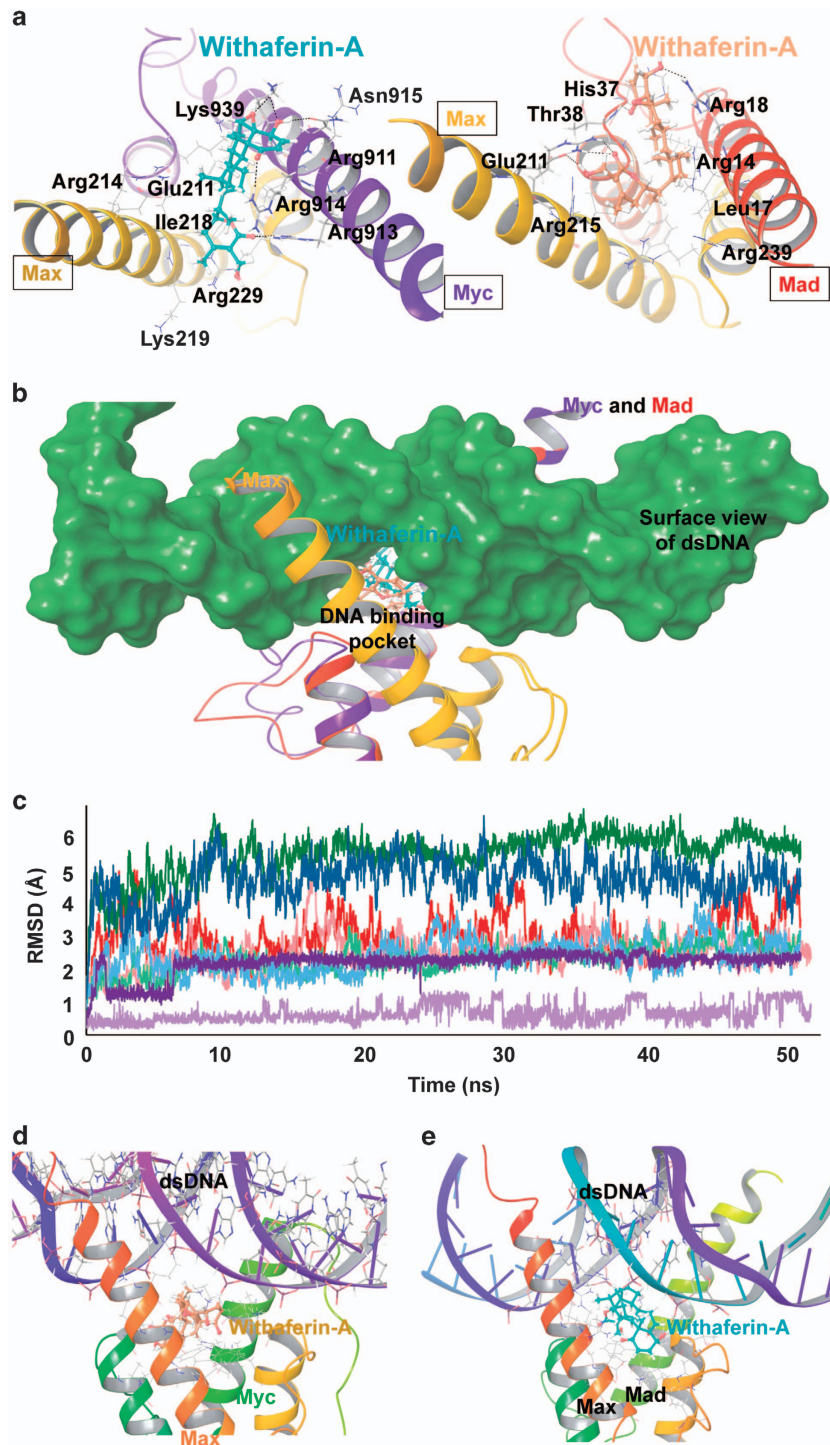 a
Withaferin-A
Lys939
Asn915
Arg911
Arg214
Glu211
Arg914
Ile218
Arg913
Max
Arg229
Myc
Lys219
Withaferin-A
His37
Max
Thr38
Arg18
Glu211
Arg14
Arg215
Leu17
Arg239
Mad
b
Myc and Mad
Max
Withaferin-A
Surface view
of dsDNA
DNA binding
pocket
c
RMSD (Å)
6
5
4
3
2
1
0
0 10 20 30 40 50
Time (ns)
d
dsDNA
Withaferin-A
Myc
Max
e
dsDNA
Withaferin-A
Mad
Max